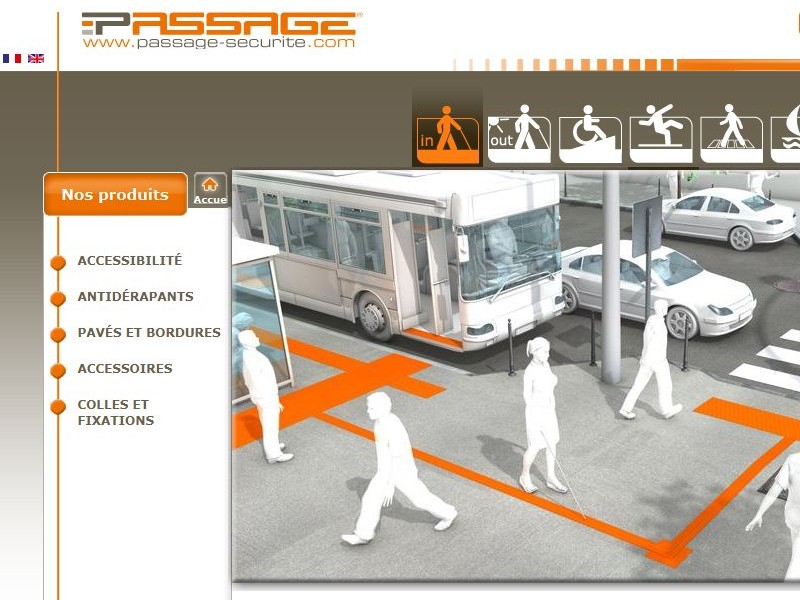 PASSAGE
www.passage-securite.com
in
out
Nos produits
Accue
ACCESSIBILITÉ
ANTIDÉRAPANTS
PAVÉS ET BORDURES
ACCESSOIRES
COLLES ET
FIXATIONS